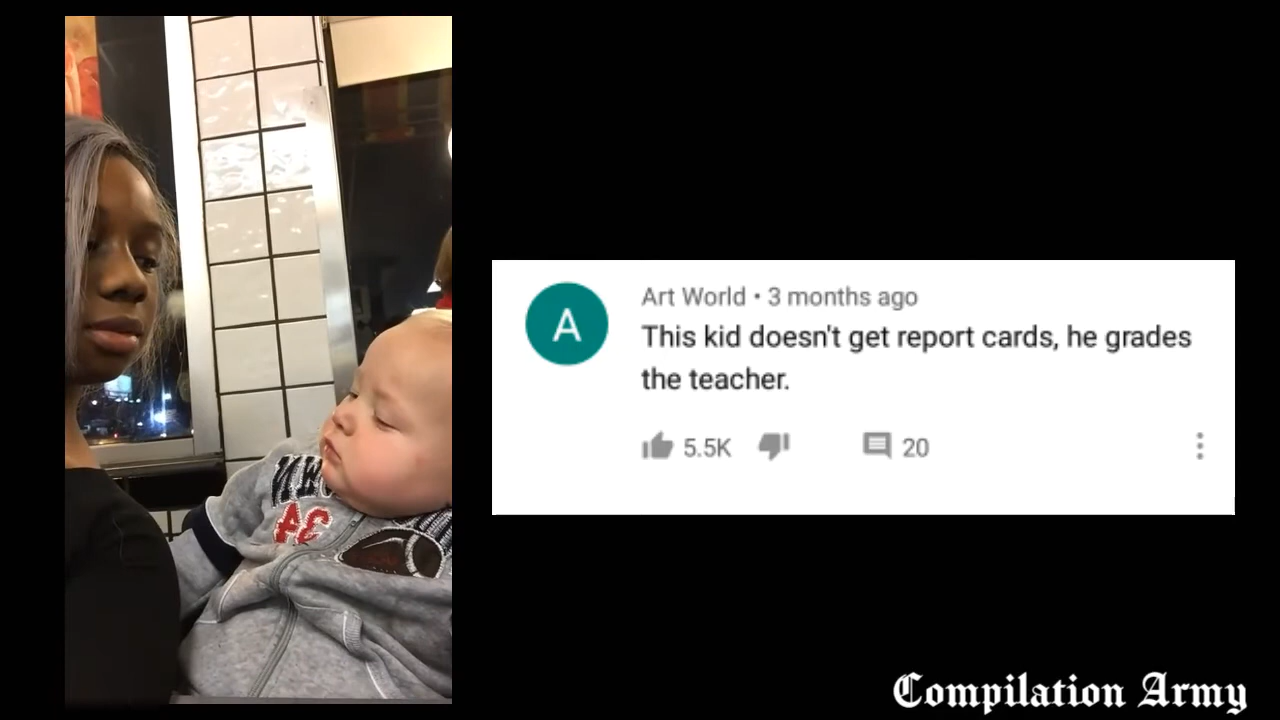 Art World • 3 months ago
This kid doesn't get report cards, he grades
the teacher.
5.5K
20
A
34
Compilation Army